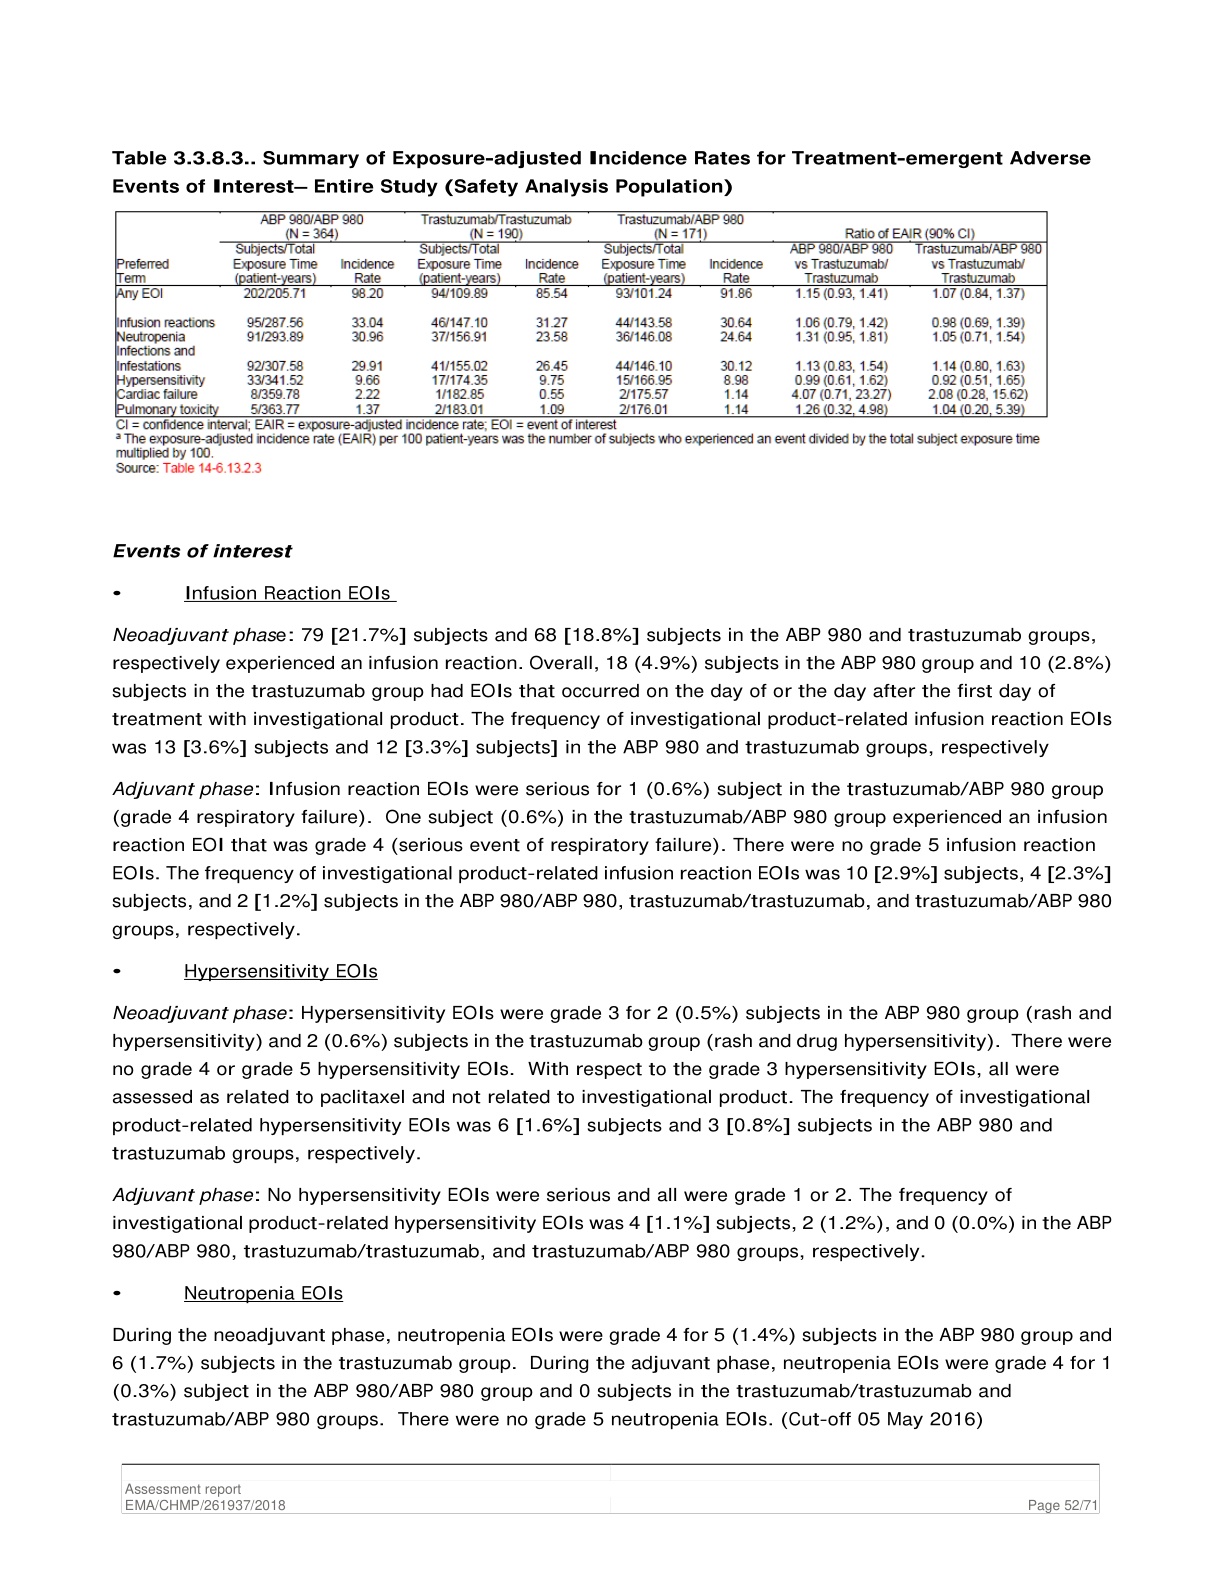 Table 3.3.8.3.. Summary of Exposure-adjusted Incidence Rates for Treatment-emergent Adverse
Events of Interest– Entire Study (Safety Analysis Population)
ABP 980/ABP 980 Trastuzumab/Trastuzumab Trastuzumab/ABP 980
(N = 364) (N = 190) (N = 171) Ratio of EAIR (90% CI)
Subjects/Total Subjects/Total Subjects/Total ABP 980/ABP 980 Trastuzumab/ABP 980
Preferred Exposure Time Incidence Exposure Time Incidence Exposure Time Incidence vs Trastuzumab/ vs Trastuzumab/
Term (patient-years) Rate (patient-years) Rate (patient-years) Rate Trastuzumab Trastuzumab
Any EOI 202/205.71 98.20 94/109.89 85.54 93/101.24 91.86 1.15 (0.93, 1.41) 1.07 (0.84, 1.37)
Infusion reactions 95/287.56 33.04 46/147.10 31.27 44/143.58 30.64 1.06 (0.79, 1.42) 0.98 (0.69, 1.39)
Neutropenia 91/293.89 30.96 37/156.91 23.58 36/146.08 24.64 1.31 (0.95, 1.81) 1.05 (0.71, 1.54)
Infections and
Infestations 92/307.58 29.91 41/155.02 26.45 44/146.10 30.12 1.13 (0.83, 1.54) 1.14 (0.80, 1.63)
Hypersensitivity 33/341.52 9.66 17/174.35 9.75 15/166.95 8.98 0.99 (0.61, 1.62) 0.92 (0.51, 1.65)
Cardiac failure 8/359.78 2.22 1/182.85 0.55 2/175.57 1.14 4.07 (0.71, 23.27) 2.08 (0.28, 15.62)
Pulmonary toxicity 5/363.77 1.37 2/183.01 1.09 2/176.01 1.14 1.26 (0.32, 4.98) 1.04 (0.20, 5.39)
CI = confidence interval; EAIR = exposure-adjusted incidence rate; EOI = event of interest
a The exposure-adjusted incidence rate (EAIR) per 100 patient-years was the number of subjects who experienced an event divided by the total subject exposure time
multiplied by 100.
Source: Table 14-6.13.2.3
Events of interest
• Infusion Reaction EOIs
Neoadjuvant phase: 79 [21.7%] subjects and 68 [18.8%] subjects in the ABP 980 and trastuzumab groups,
respectively experienced an infusion reaction. Overall, 18 (4.9%) subjects in the ABP 980 group and 10 (2.8%)
subjects in the trastuzumab group had EOIs that occurred on the day of or the day after the first day of
treatment with investigational product. The frequency of investigational product-related infusion reaction EOIs
was 13 [3.6%] subjects and 12 [3.3%] subjects] in the ABP 980 and trastuzumab groups, respectively
Adjuvant phase: Infusion reaction EOIs were serious for 1 (0.6%) subject in the trastuzumab/ABP 980 group
(grade 4 respiratory failure). One subject (0.6%) in the trastuzumab/ABP 980 group experienced an infusion
reaction EOI that was grade 4 (serious event of respiratory failure). There were no grade 5 infusion reaction
EOIs. The frequency of investigational product-related infusion reaction EOIs was 10 [2.9%] subjects, 4 [2.3%]
subjects, and 2 [1.2%] subjects in the ABP 980/ABP 980, trastuzumab/trastuzumab, and trastuzumab/ABP 980
groups, respectively.
• Hypersensitivity EOIs
Neoadjuvant phase: Hypersensitivity EOIs were grade 3 for 2 (0.5%) subjects in the ABP 980 group (rash and
hypersensitivity) and 2 (0.6%) subjects in the trastuzumab group (rash and drug hypersensitivity). There were
no grade 4 or grade 5 hypersensitivity EOIs. With respect to the grade 3 hypersensitivity EOIs, all were
assessed as related to paclitaxel and not related to investigational product. The frequency of investigational
product-related hypersensitivity EOIs was 6 [1.6%] subjects and 3 [0.8%] subjects in the ABP 980 and
trastuzumab groups, respectively.
Adjuvant phase: No hypersensitivity EOIs were serious and all were grade 1 or 2. The frequency of
investigational product-related hypersensitivity EOIs was 4 [1.1%] subjects, 2 (1.2%), and 0 (0.0%) in the ABP
980/ABP 980, trastuzumab/trastuzumab, and trastuzumab/ABP 980 groups, respectively.
• Neutropenia EOIs
During the neoadjuvant phase, neutropenia EOIs were grade 4 for 5 (1.4%) subjects in the ABP 980 group and
6 (1.7%) subjects in the trastuzumab group. During the adjuvant phase, neutropenia EOIs were grade 4 for 1
(0.3%) subject in the ABP 980/ABP 980 group and 0 subjects in the trastuzumab/trastuzumab and
trastuzumab/ABP 980 groups. There were no grade 5 neutropenia EOIs. (Cut-off 05 May 2016)
Assessment report
EMA/CHMP/261937/2018 Page 52/71